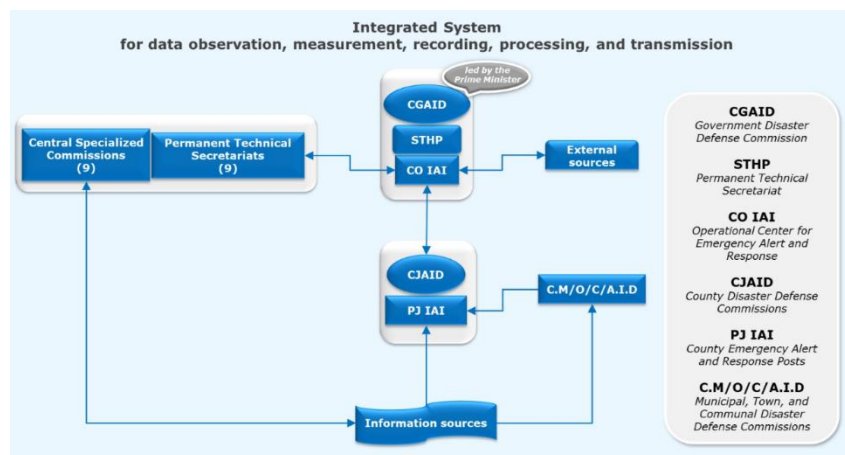 Integrated System
for data observation, measurement, recording, processing, and transmission
led by the
Prime Minister
CGAID
STHP
CO IAI
Central Specialized
Commissions
(9)
Permanent Technical
Secretariats
(9)
External
sources
CJAID
PJ IAI
C.M/O/C/A.I.D
Information sources
CGAID
Government Disaster
Defense Commission
STHP
Permanent Technical
Secretariat
CO IAI
Operational Center for
Emergency Alert and
Response
CJAID
County Disaster Defense
Commissions
PJ IAI
County Emergency Alert
and Response Posts
C.M/O/C/A.I.D
Municipal, Town, and
Communal Disaster
Defense Commissions